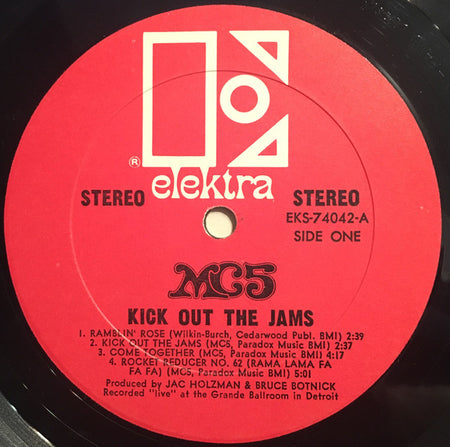 ® elektra
STEREO STEREO
EKS-74042-A
SIDE ONE
MC5
KICK OUT THE JAMS
1. RAMBLIN' ROSE (Wilkin-Burch, Cedarwood Publ. BMI) 2:39
2. KICK OUT THE JAMS (MC5, Paradox Music BMI) 2:37
3. COME TOGETHER (MC5, Paradox Music BMI) 4:17
4. ROCKET REDUCER NO. 62 (RAMA LAMA FA
FA FA) (MC5, Paradox Music BMI) 5:01
Produced by JAC HOLZMAN & BRUCE BOTNICK
Recorded "live" at the Grande Ballroom in Detroit